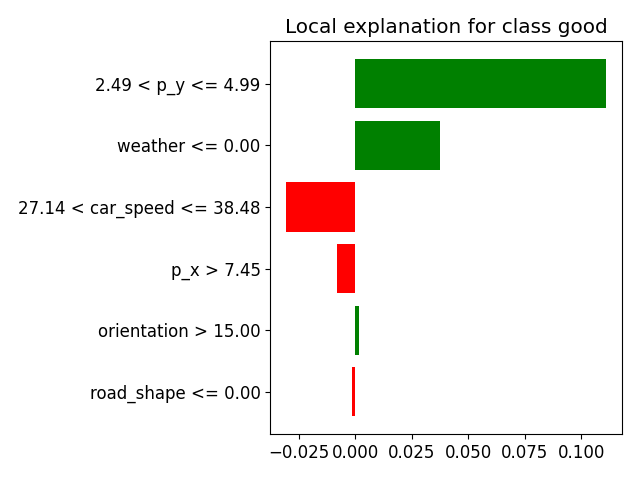 Local explanation for class good
2.49 < p_y <= 4.99
weather <= 0.00
27.14 < car_speed <= 38.48
p_x > 7.45
orientation > 15.00
road_shape <= 0.00
−0.025 0.000 0.025 0.050 0.075 0.100